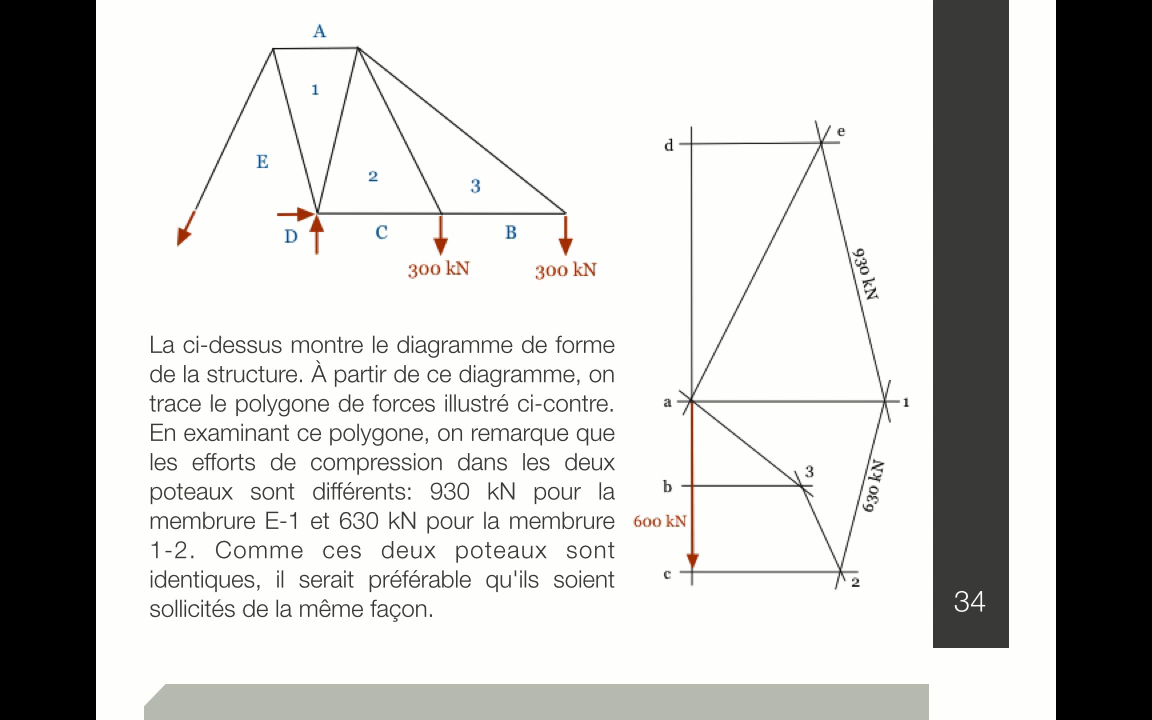 A
1
E
2
3
D
C
B
300 kN
300 kN
d
e
930 kN
a
1
3
b
630 kN
600 kN
c
2
La ci-dessus montre le diagramme de forme
de la structure. À partir de ce diagramme, on
trace le polygone de forces illustré ci-contre.
En examinant ce polygone, on remarque que
les efforts de compression dans les deux
poteaux sont différents: 930 kN pour la
membrure E-1 et 630 kN pour la membrure
1-2. Comme ces deux poteaux sont
identiques, il serait préférable qu'ils soient
sollicités de la même façon.
34